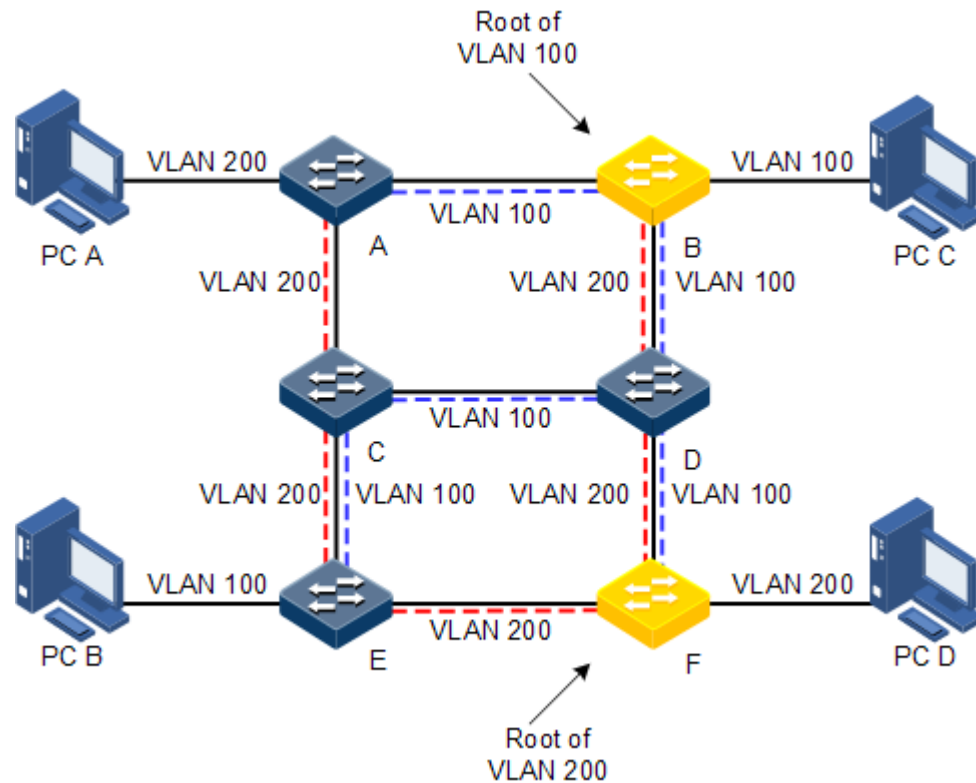 Root of
VLAN 100
VLAN 200
VLAN 100
VLAN 100
PC A
A
B
PC C
VLAN 200
VLAN 200
VLAN 100
VLAN 100
C
D
VLAN 200
VLAN 100
VLAN 200
VLAN 100
VLAN 100
VLAN 200
VLAN 200
PC B
E
F
PC D
Root of
VLAN 200